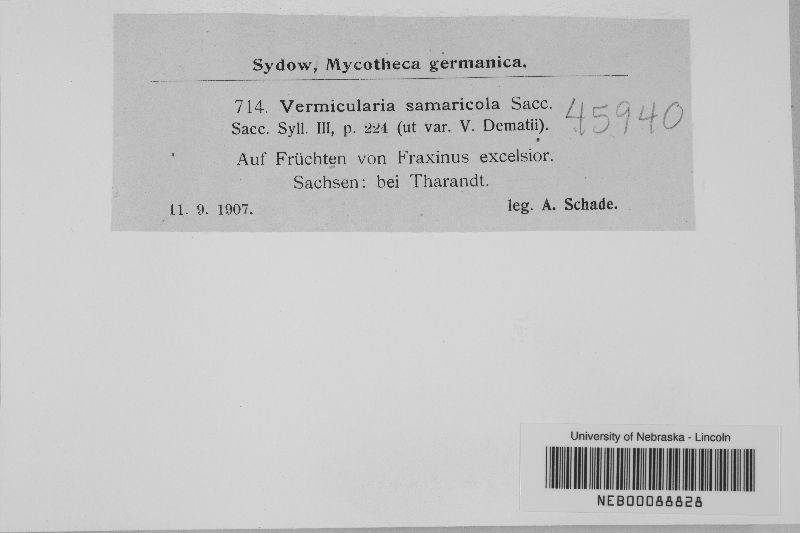 Sydow, Mycotheca germanica.
714. Vermicularia samaricola Sacc.
Sacc. Syll. III, p. 224 (ut var. V. Dematii).
45940
Auf Früchten von Fraxinus excelsior.
Sachsen: bei Tharandt.
11. 9. 1907. leg. A. Schade.
University of Nebraska - Lincoln
NEB00088828